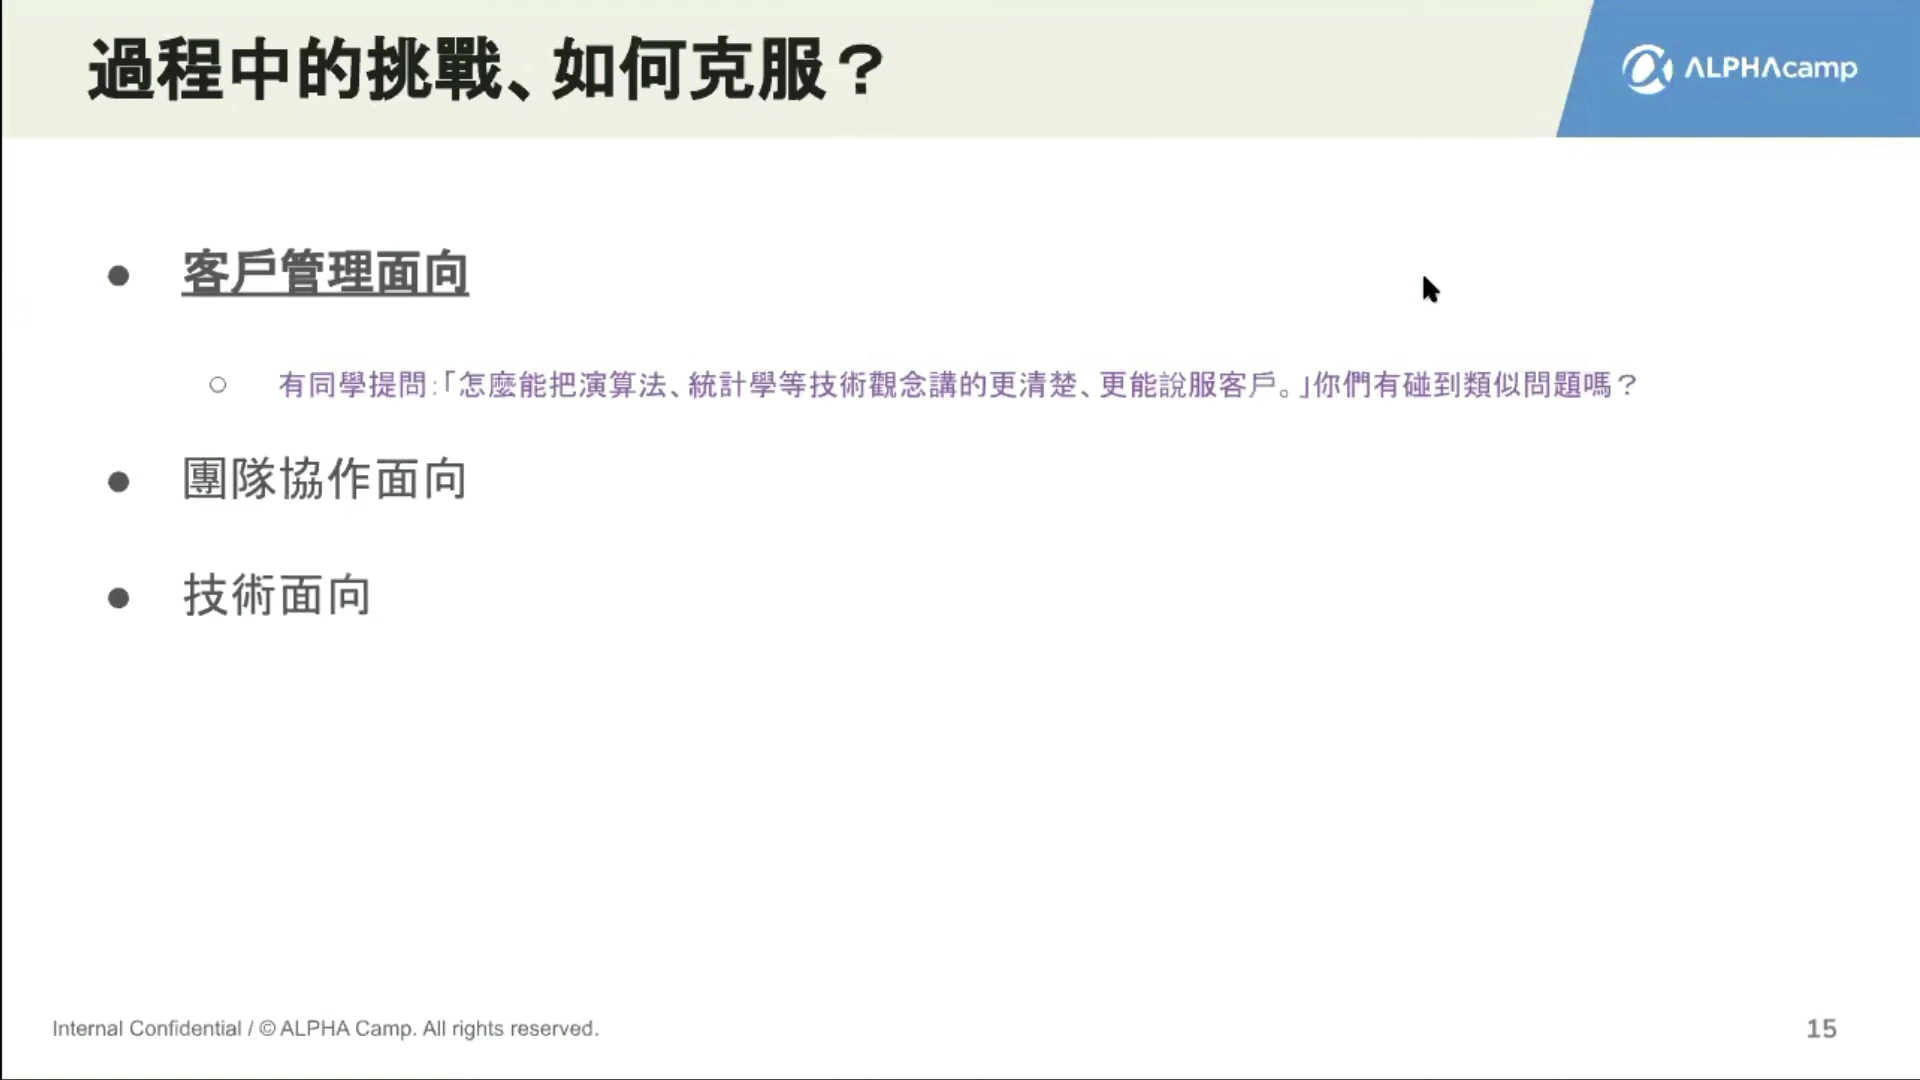 過程中的挑戰、如何克服？
ALPHAcamp
客戶管理面向
有同學提問：「怎麼能把演算法、統計學等技術觀念講的更清楚、更能說服客戶。」你們有碰到類似問題嗎？
團隊協作面向
技術面向
Internal Confidential / © ALPHA Camp. All rights reserved.
15